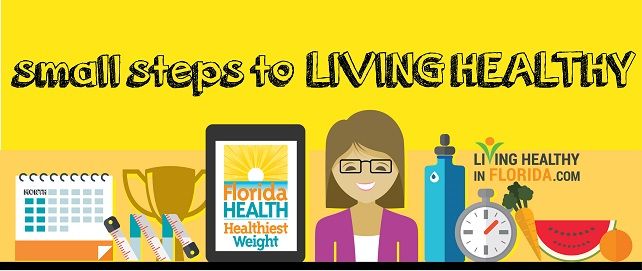 small steps to LIVING HEALTHY
MONTH
Florida
HEALTH
Healthiest
Weight
LIVING HEALTHY
IN FLORIDA.COM